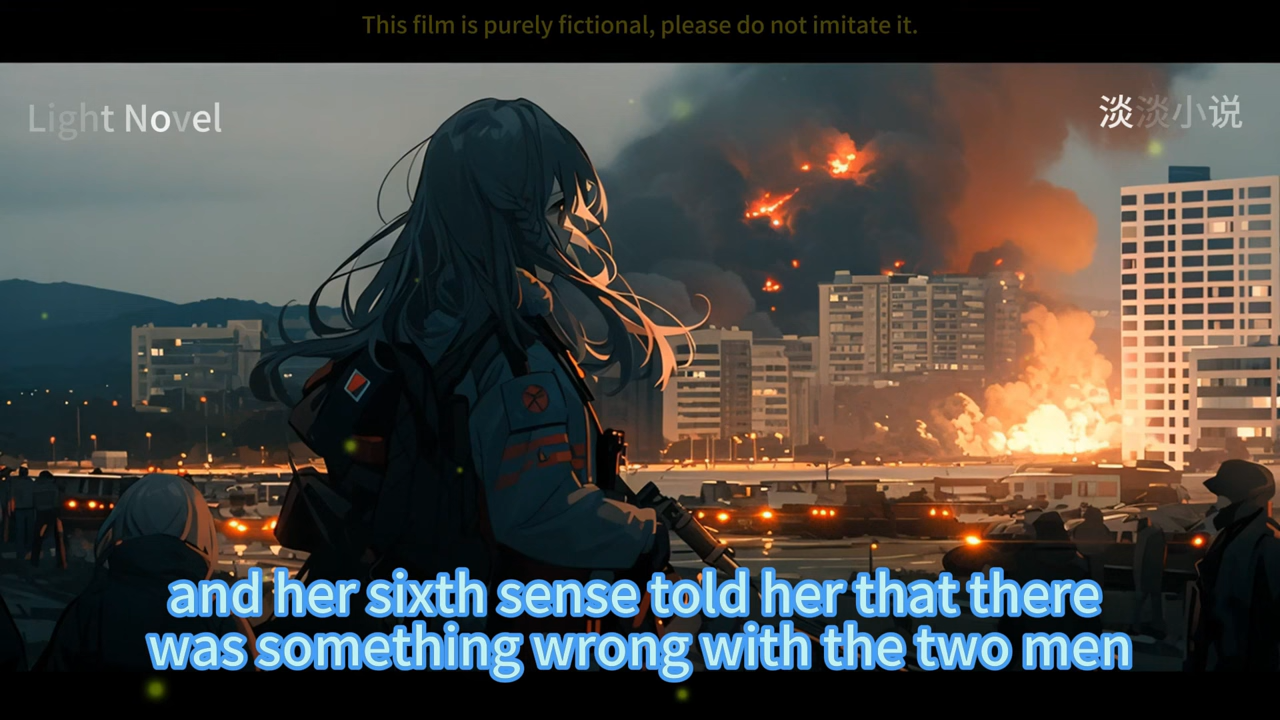 This film is purely fictional, please do not imitate it.
Light Novel
淡淡小说
and her sixth sense told her that there
was something wrong with the two men